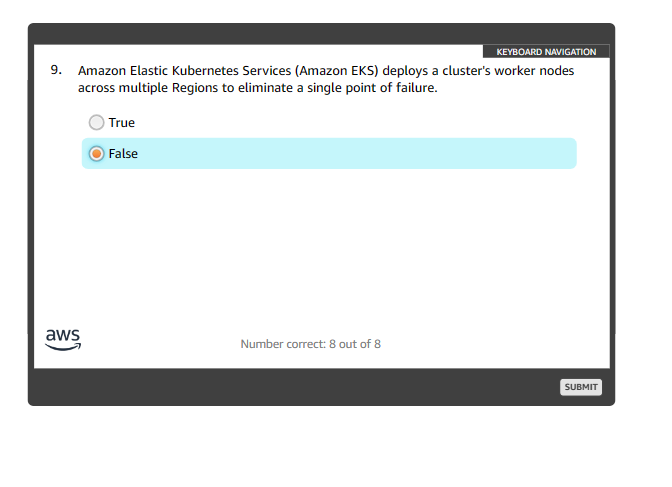 KEYBOARD NAVIGATION
9. Amazon Elastic Kubernetes Services (Amazon EKS) deploys a cluster's worker nodes
across multiple Regions to eliminate a single point of failure.
True
False
aws
Number correct: 8 out of 8
SUBMIT